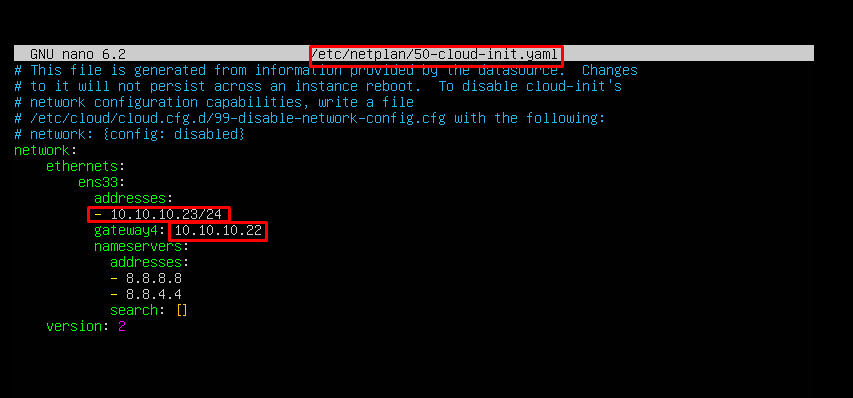 GNU nano 6.2 /etc/netplan/50-cloud-init.yaml
# This file is generated from information provided by the datasource.  Changes
# to it will not persist across an instance reboot.  To disable cloud-init's
# network configuration capabilities, write a file
# /etc/cloud/cloud.cfg.d/99-disable-network-config.cfg with the following:
# network: {config: disabled}
network:
    ethernets:
        ens33:
          addresses:
          - 10.10.10.23/24
          gateway4: 10.10.10.22
          nameservers:
            addresses:
            - 8.8.8.8
            - 8.8.4.4
            search: []
    version: 2